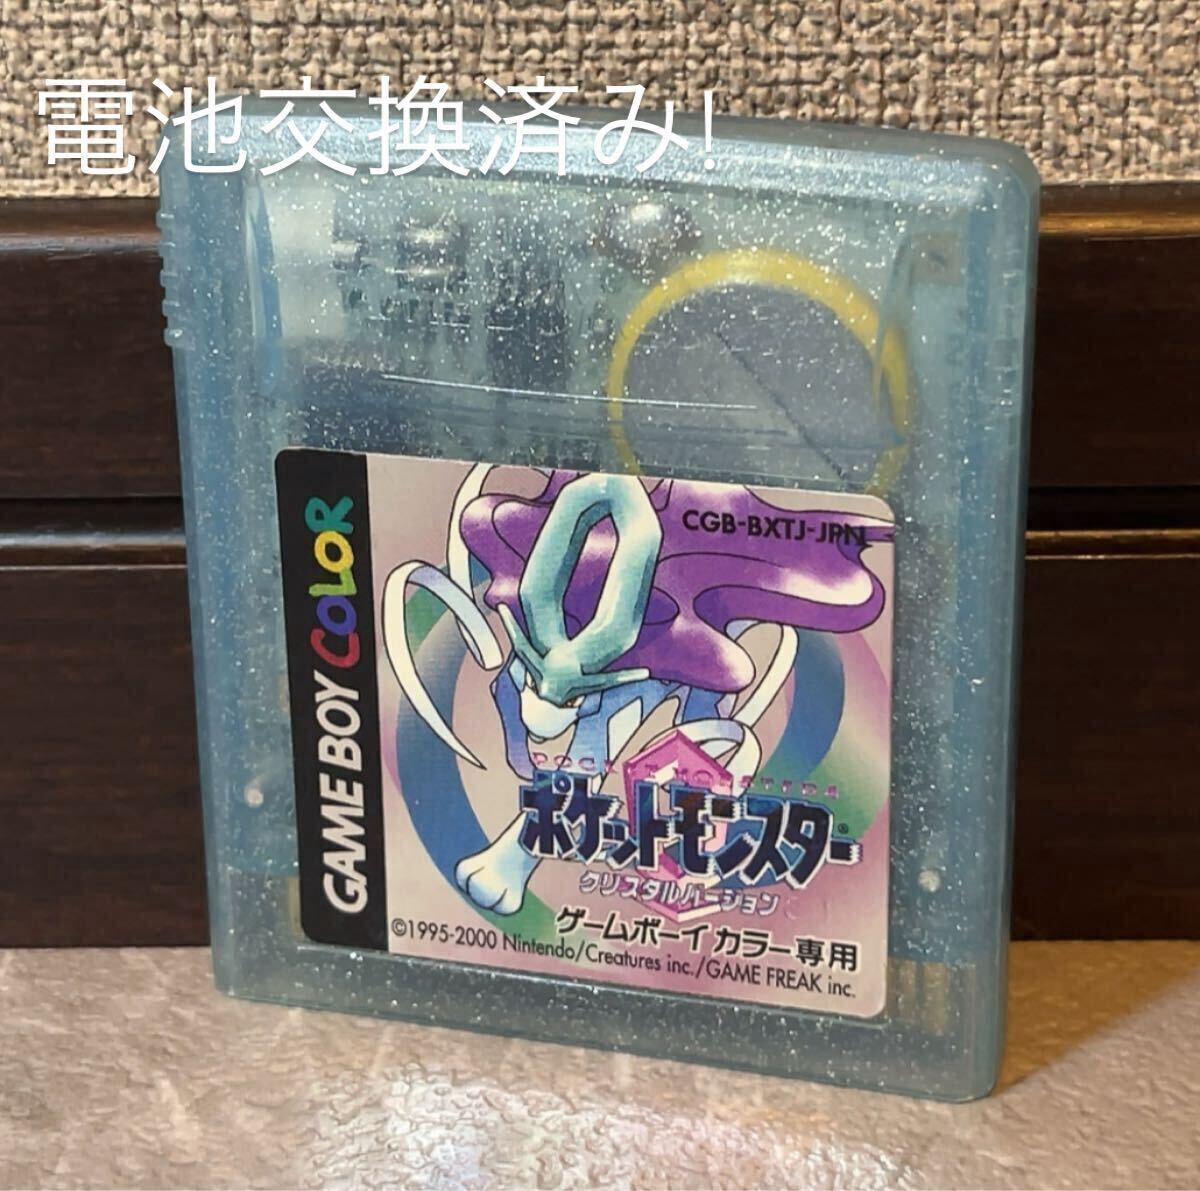 電池交換済み!
CGB-BXTJ-JPN
GAME BOY COLOR
ポケットモンスター
クリスタルバージョン
ゲームボーイカラー専用
©1995-2000 Nintendo/Creatures inc./GAME FREAK inc.